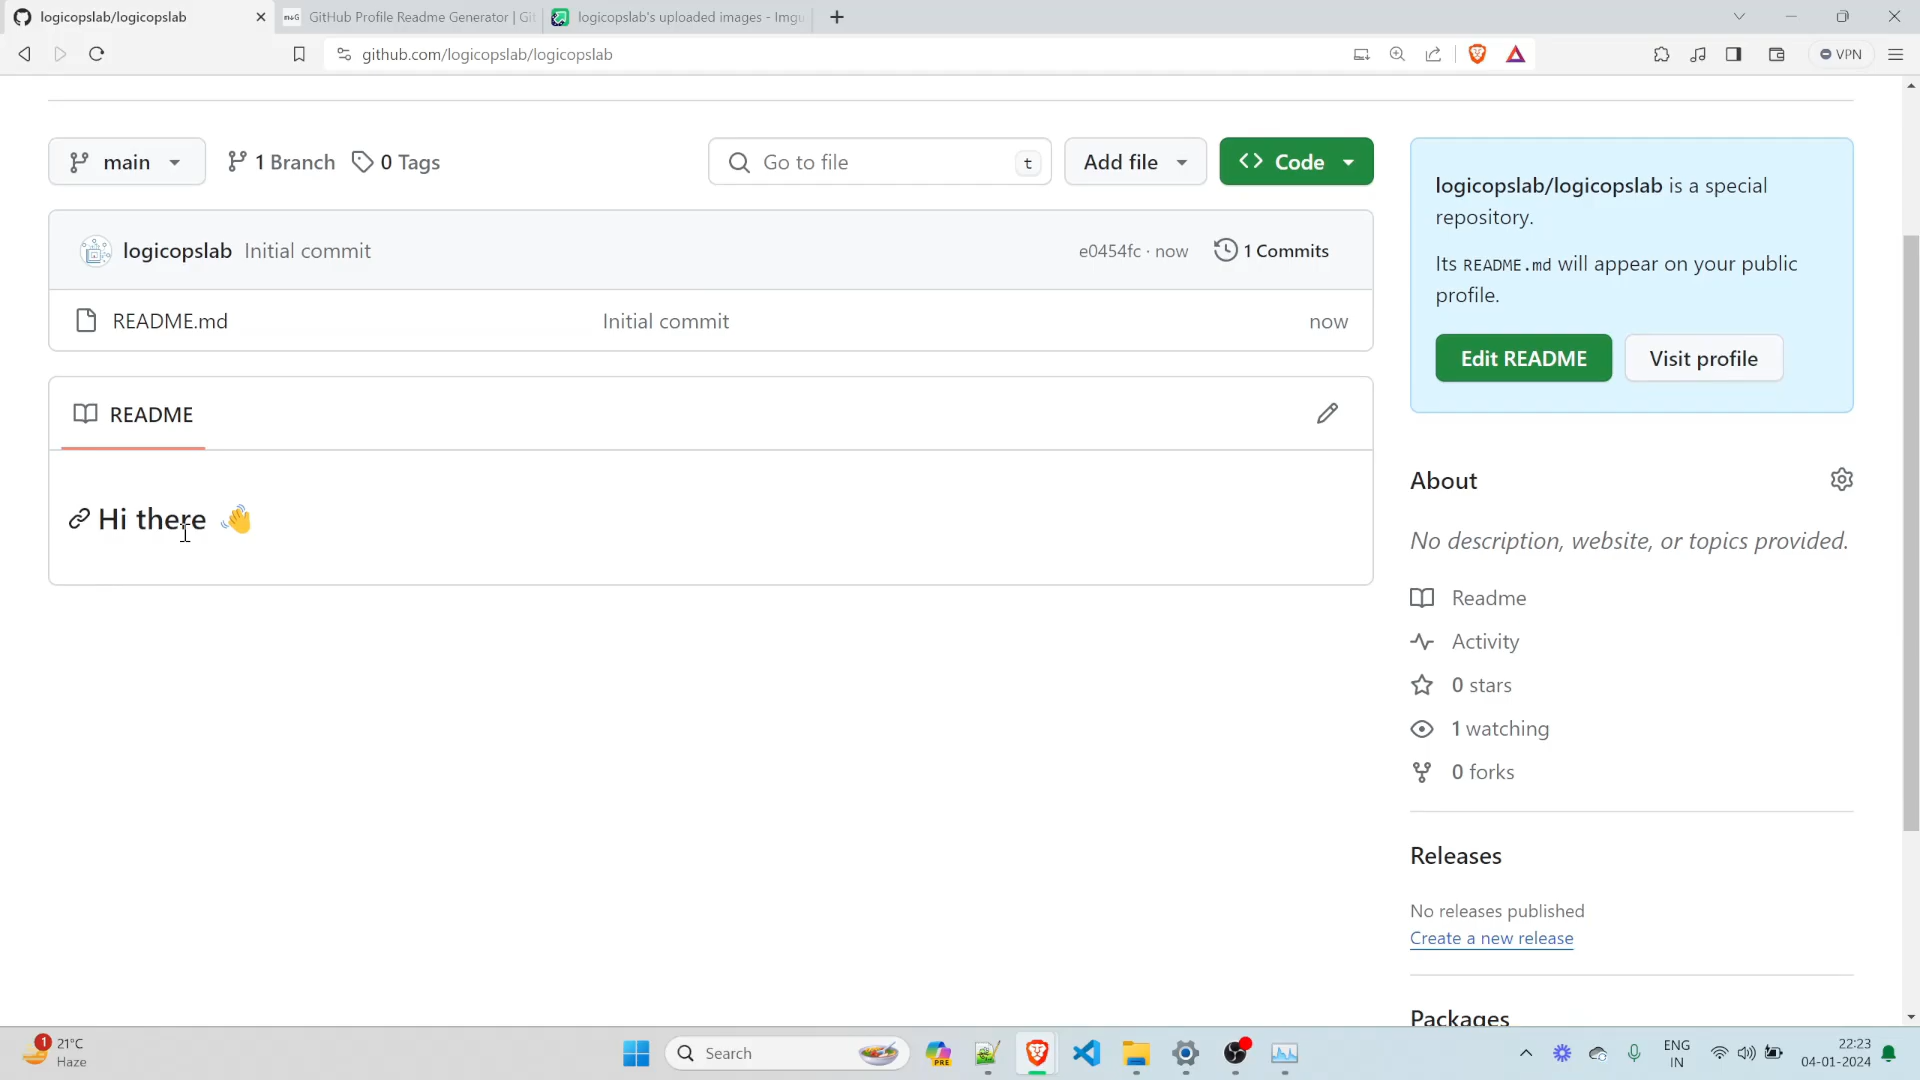 logicopslab/logicopslab
GitHub Profile Readme Generator | Git
logicopslab's uploaded images - Imgu
github.com/logicopslab/logicopslab
VPN
main
1 Branch
0 Tags
Go to file
t
Add file
Code
logicopslab Initial commit
e0454fc · now
1 Commits
README.md
Initial commit
now
README
Hi there 👋
logicopslab/logicopslab is a special
repository.
Its README.md will appear on your public
profile.
Edit README
Visit profile
About
No description, website, or topics provided.
Readme
Activity
0 stars
1 watching
0 forks
Releases
No releases published
Create a new release
Packages
1
21°C
Haze
Search
PRE
ENG
IN
22:23
04-01-2024